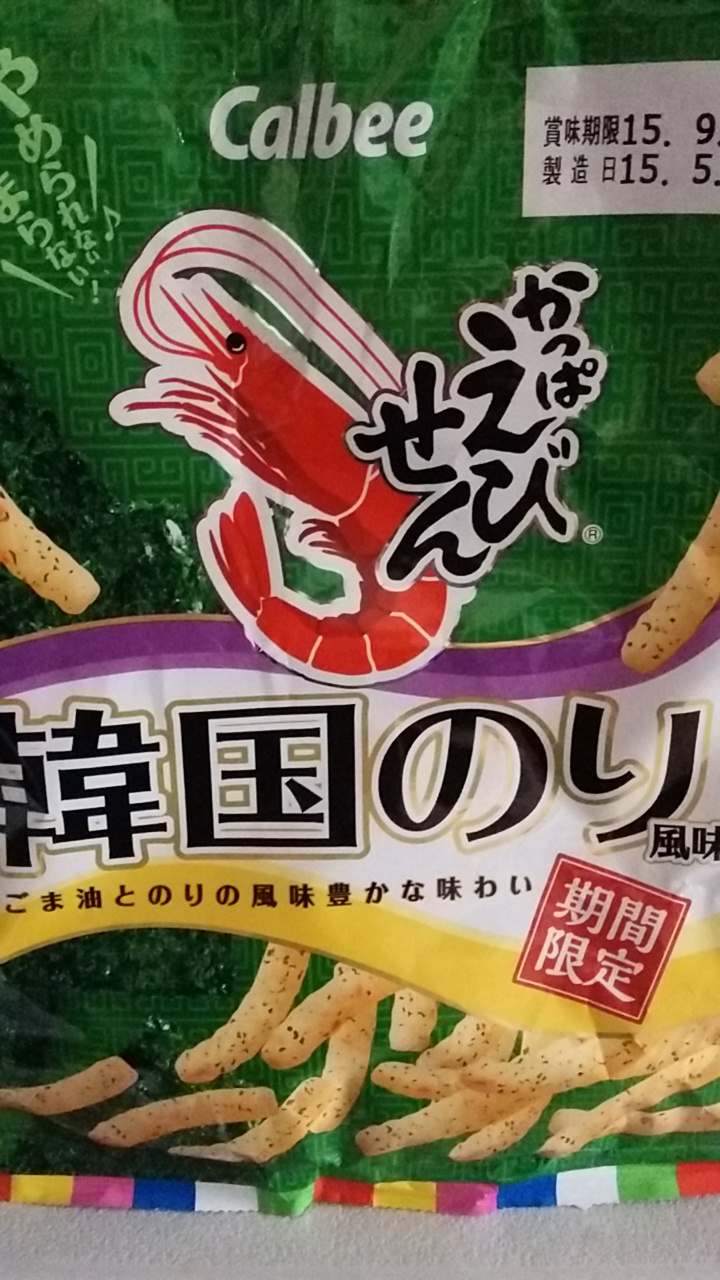 Calbee
やめられない♪
まらない!
賞味期限15. 9.
製造日15. 5.
かっぱ
えび
せん
®
韓国のり
風味
ごま油とのりの風味豊かな味わい
期間
限定